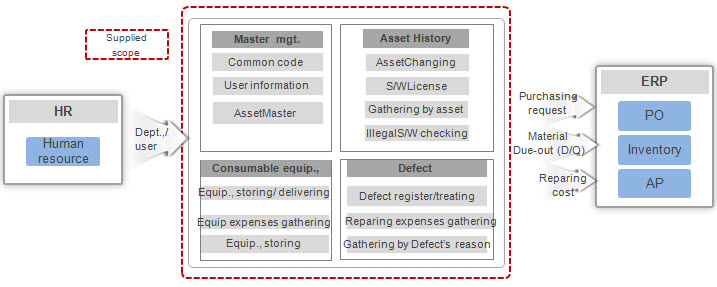 Supplied
scope
HR
Human
resource
Dept.,/
user
Master mgt.
Common code
User information
AssetMaster
Asset History
AssetChanging
S/WLicense
Gathering by asset
IllegalS/W checking
Consumable equip.,
Equip., storing/ delivering
Equip expenses gathering
Equip., storing
Defect
Defect register/treating
Reparing expenses gathering
Gathering by Defect's reason
Purchasing
request
Material
Due-out (D/Q)
Reparing
cost
ERP
PO
Inventory
AP